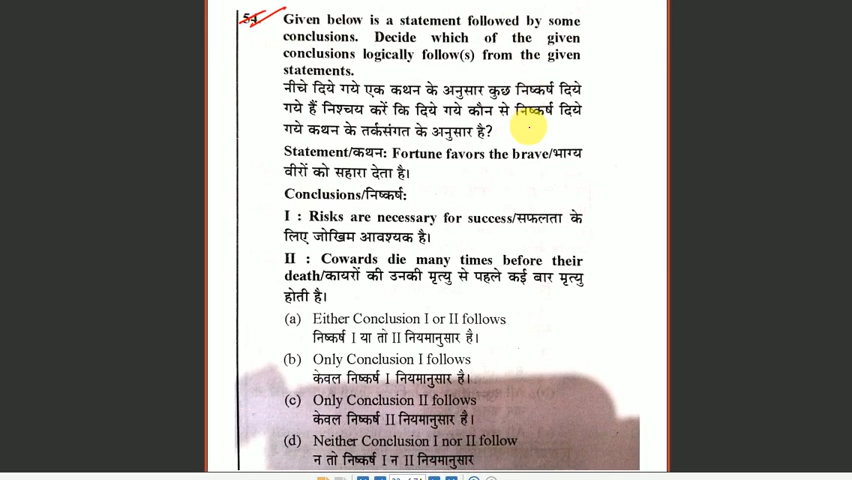 54
Given below is a statement followed by some
conclusions. Decide which of the given
conclusions logically follow(s) from the given
statements.
नीचे दिये गये एक कथन के अनुसार कुछ निष्कर्ष दिये
गये हैं निश्चय करें कि दिये गये कौन से निष्कर्ष दिये
गये कथन के तर्कसंगत के अनुसार है?
Statement/कथन: Fortune favors the brave/भाग्य
वीरों को सहारा देता है।
Conclusions/निष्कर्ष:
I : Risks are necessary for success/सफलता के
लिए जोखिम आवश्यक है।
II : Cowards die many times before their
death/कायरों की उनकी मृत्यु से पहले कई बार मृत्यु
होती है।
(a) Either Conclusion I or II follows
निष्कर्ष I या तो II नियमानुसार है।
(b) Only Conclusion I follows
केवल निष्कर्ष I नियमानुसार है।
(c) Only Conclusion II follows
केवल निष्कर्ष II नियमानुसार है।
(d) Neither Conclusion I nor II follow
न तो निष्कर्ष I न II नियमानुसार